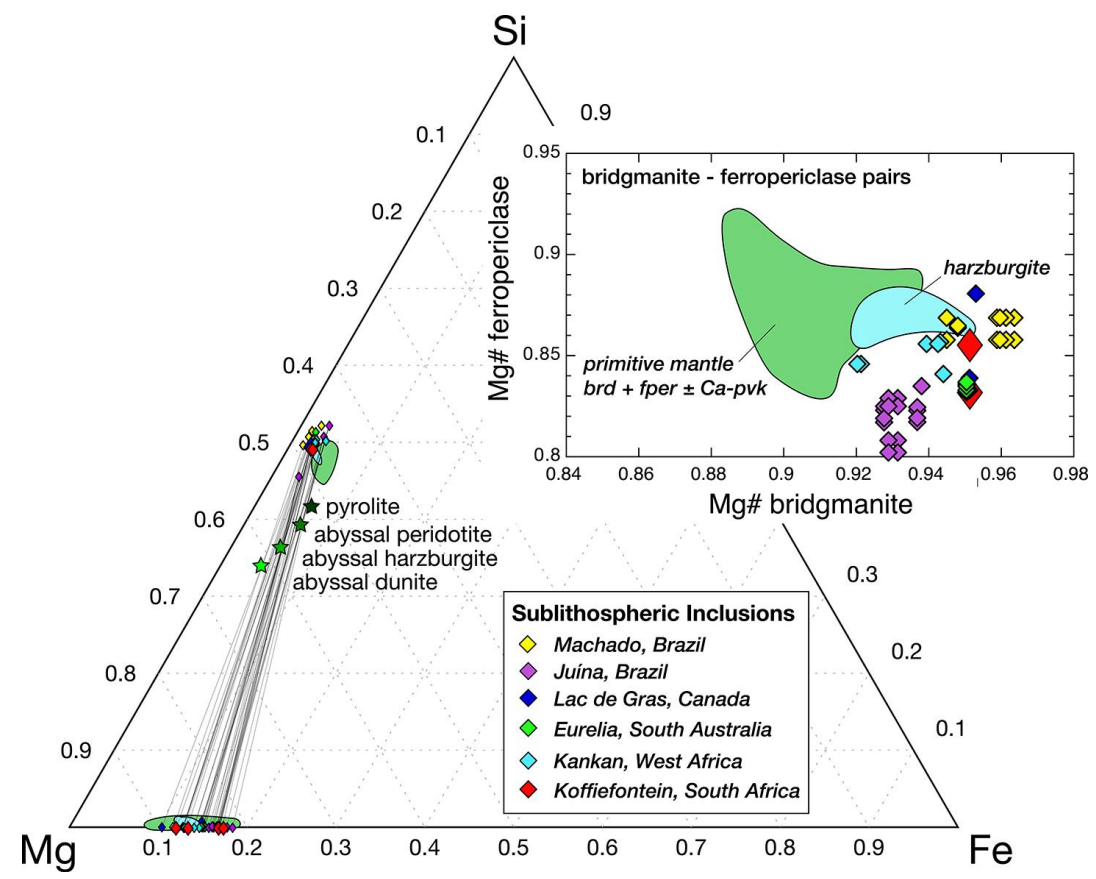 Si
0.9
0.1
0.95
bridgmanite - ferropericlase pairs
0.2
Mg# ferropericlase
0.9
harzburgite
0.3
0.85
primitive mantle
brd + fper ± Ca-pvk
0.4
0.5
0.8
0.84
0.86
0.88
0.9
0.92
0.94
0.96
0.98
Mg# bridgmanite
pyrolite
0.6
abyssal peridotite
abyssal harzburgite
abyssal dunite
0.3
0.7
Sublithospheric Inclusions
Machado, Brazil
Juína, Brazil
Lac de Gras, Canada
Eurelia, South Australia
Kankan, West Africa
Koffiefontein, South Africa
0.2
0.8
0.1
0.9
Mg
0.1
0.2
0.3
0.4
0.5
0.6
0.7
0.8
0.9
Fe